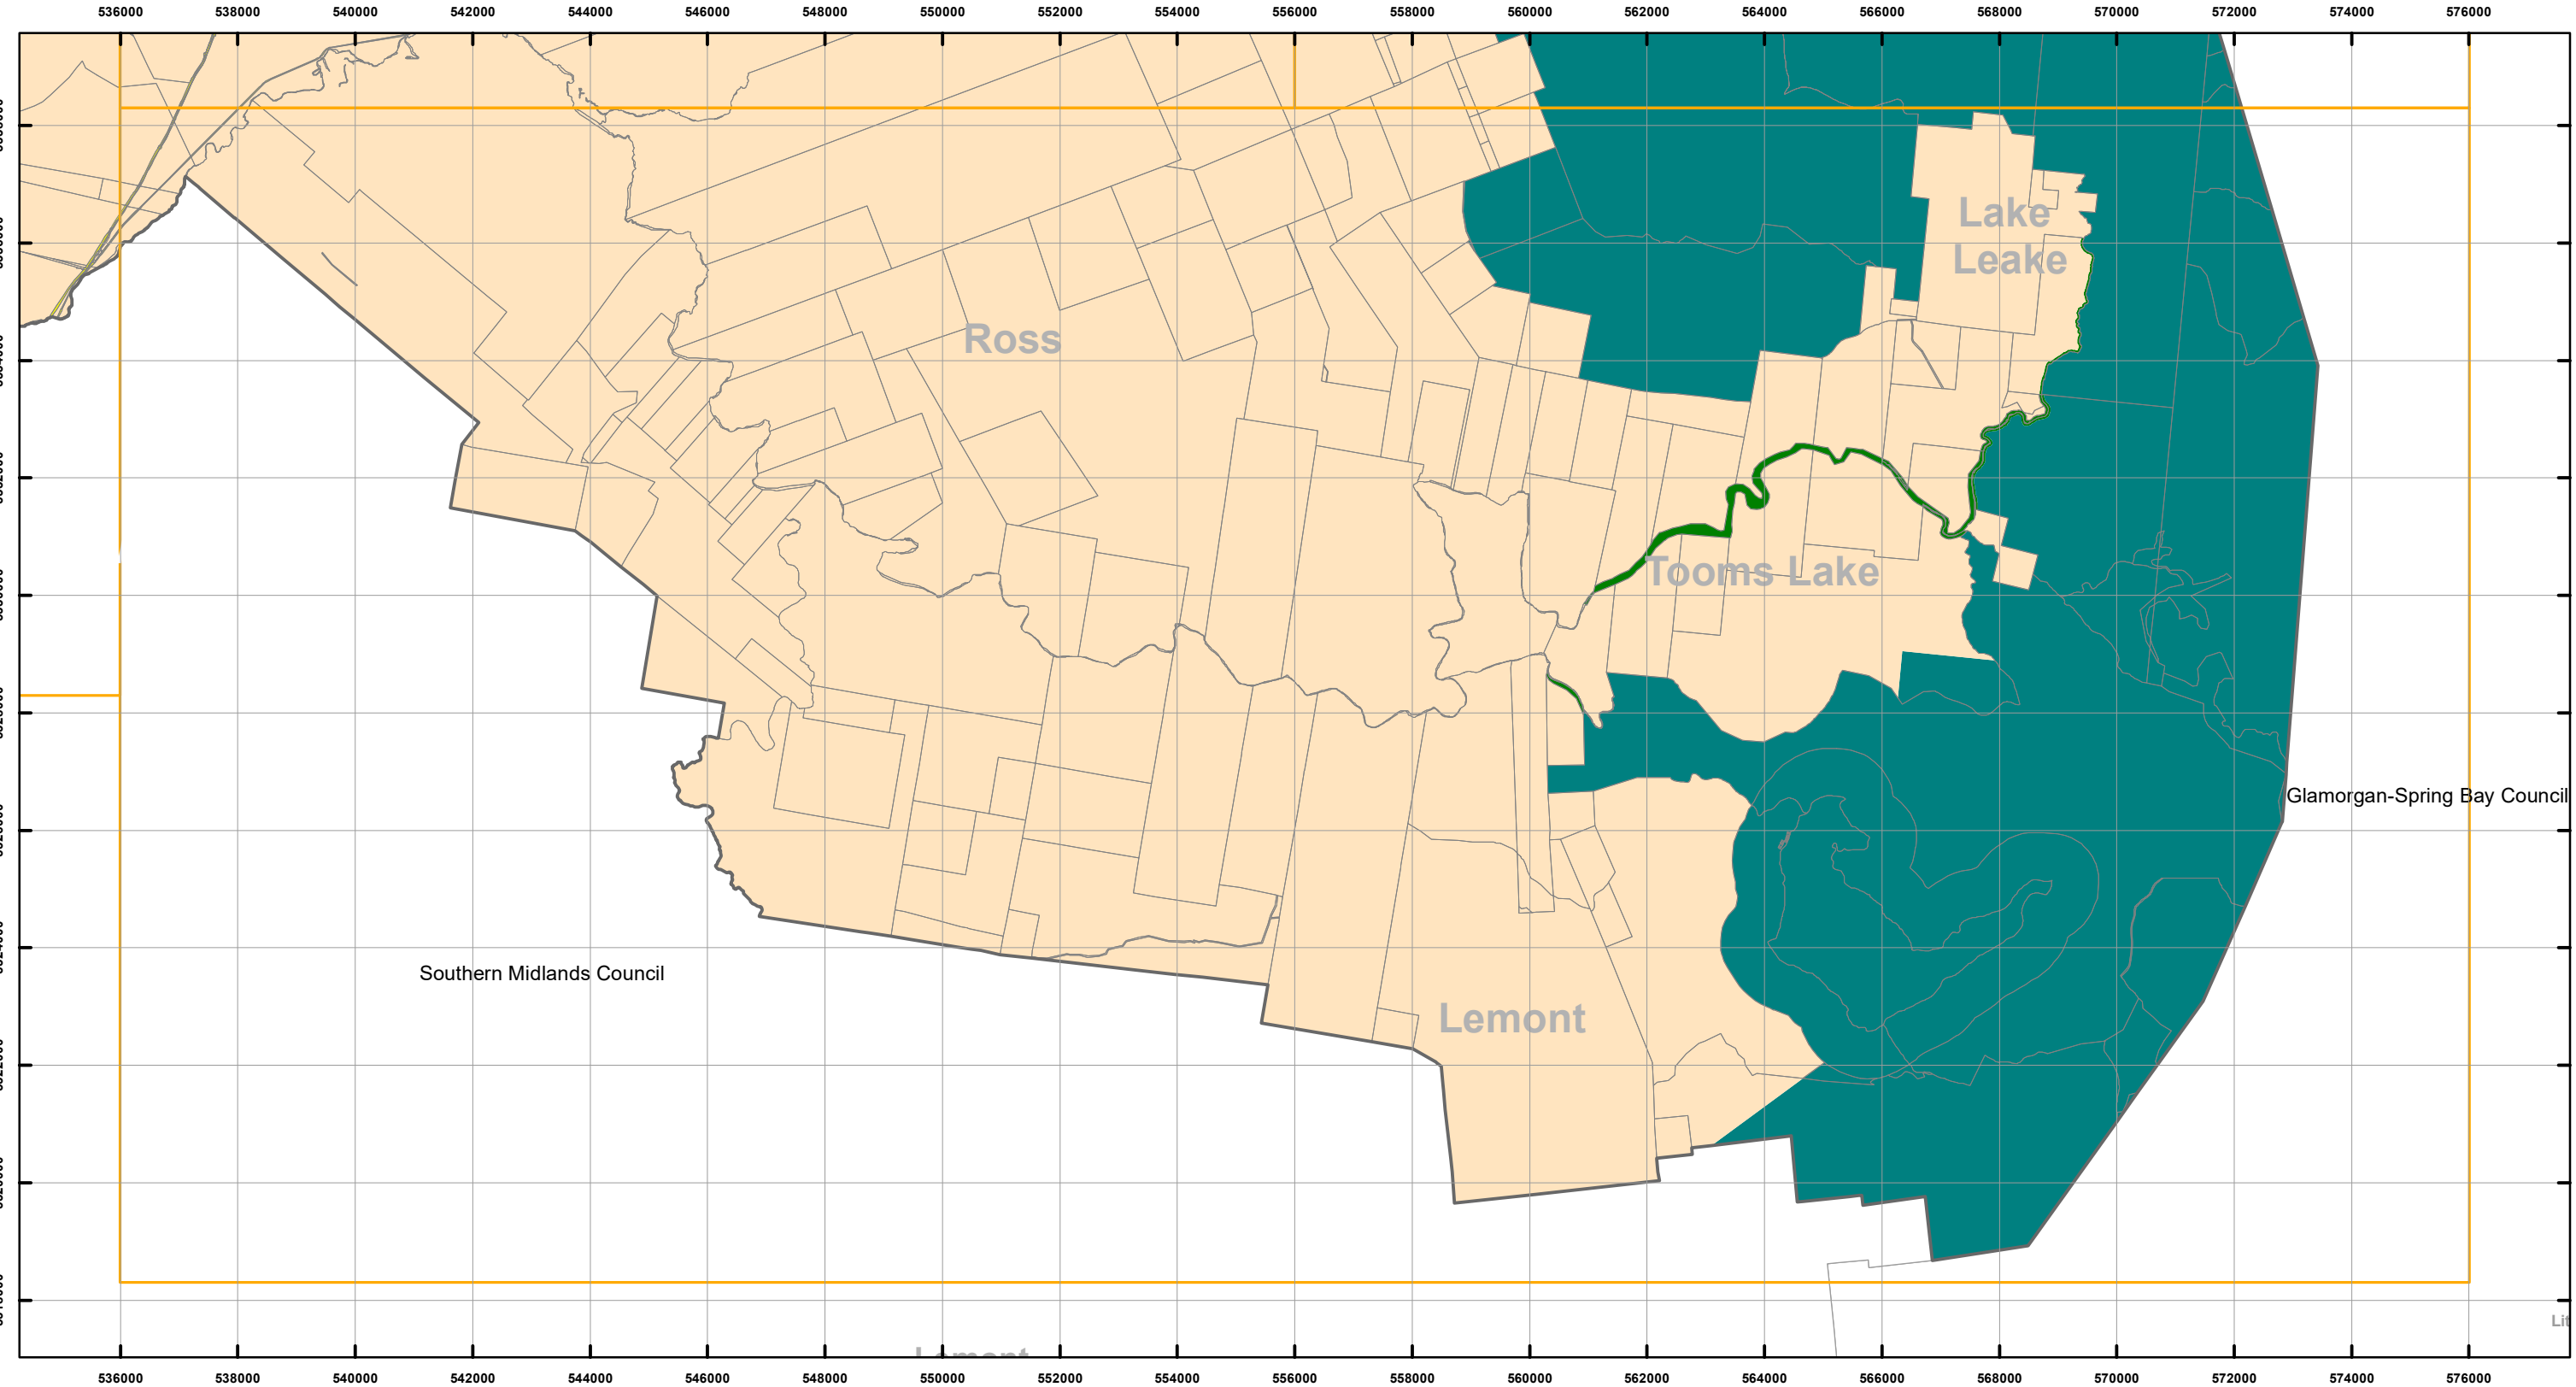 536000 538000 540000 542000 544000 546000 548000 550000 552000 554000 556000 558000 560000 562000 564000 566000 568000 570000 572000 574000 576000
Lake
Leake
Ross
Tooms Lake
Glamorgan-Spring Bay Council
Southern Midlands Council
Lemont
Lit
Lemont
536000 538000 540000 542000 544000 546000 548000 550000 552000 554000 556000 558000 560000 562000 564000 566000 568000 570000 572000 574000 576000